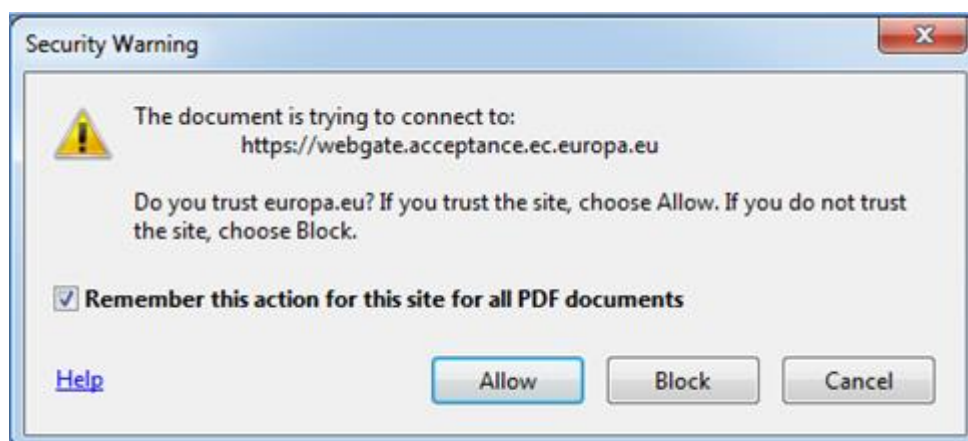 Security Warning
The document is trying to connect to:
https://webgate.acceptance.ec.europa.eu
Do you trust europa.eu? If you trust the site, choose Allow. If you do not trust
the site, choose Block.
Remember this action for this site for all PDF documents
Help
Allow
Block
Cancel